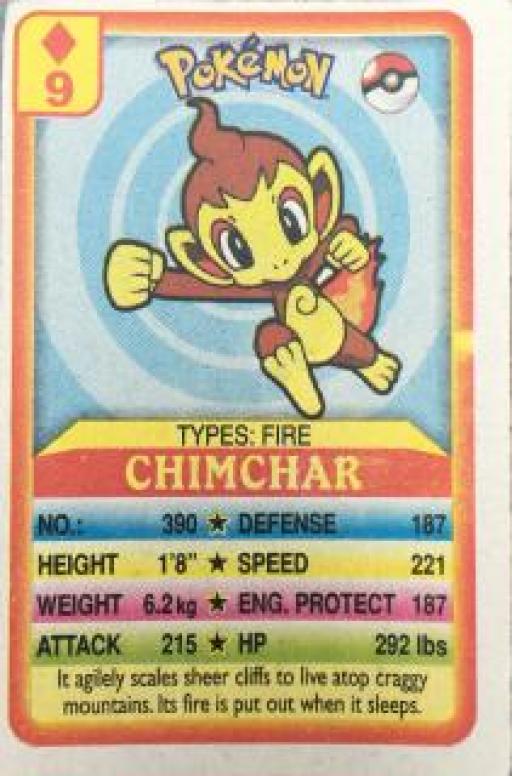 9
POKéMON
TYPES: FIRE
CHIMCHAR
NO.: 390 ★ DEFENSE 187
HEIGHT 1'8" ★ SPEED 221
WEIGHT 6.2kg ★ ENG. PROTECT 187
ATTACK 215 ★ HP 292 lbs
It agilely scales sheer cliffs to live atop craggy
mountains. Its fire is put out when it sleeps.